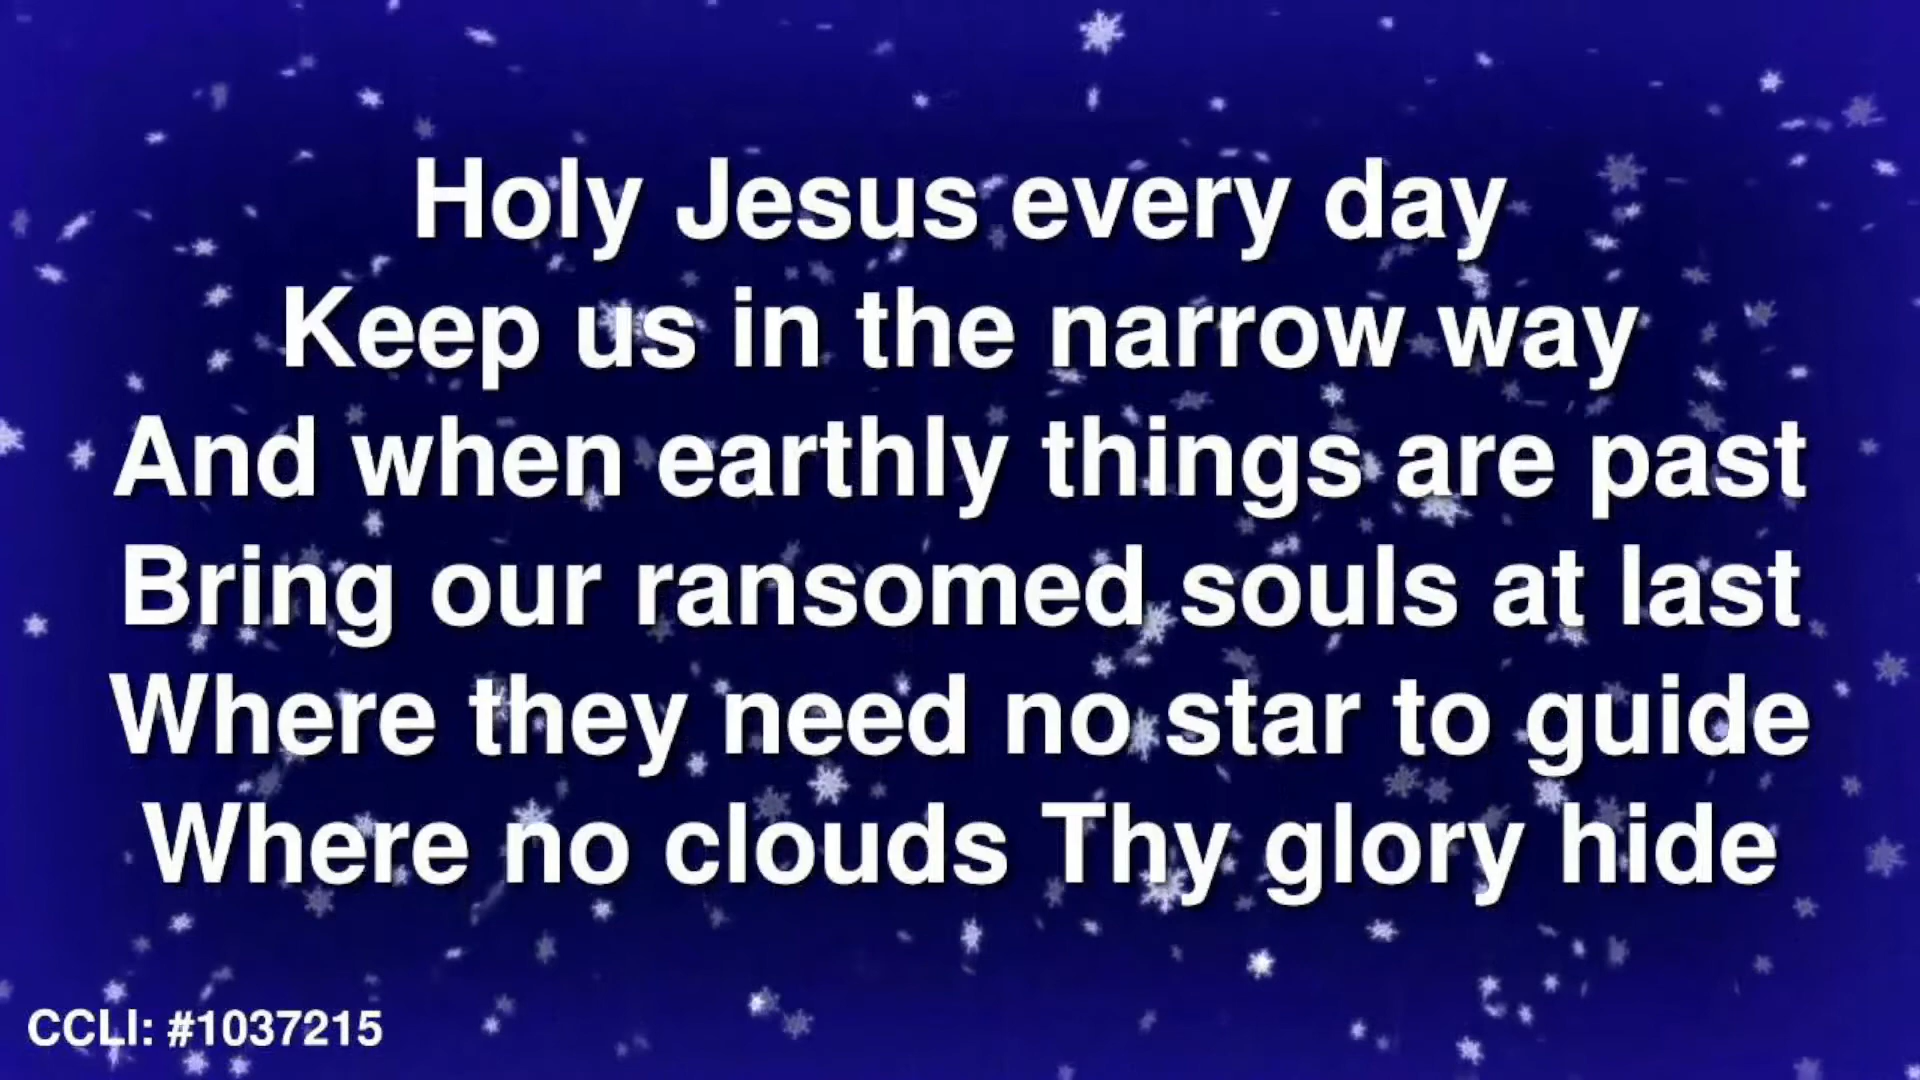 Holy Jesus every day
Keep us in the narrow way
And when earthly things are past
Bring our ransomed souls at last
Where they need no star to guide
Where no clouds Thy glory hide
CCLI: #1037215